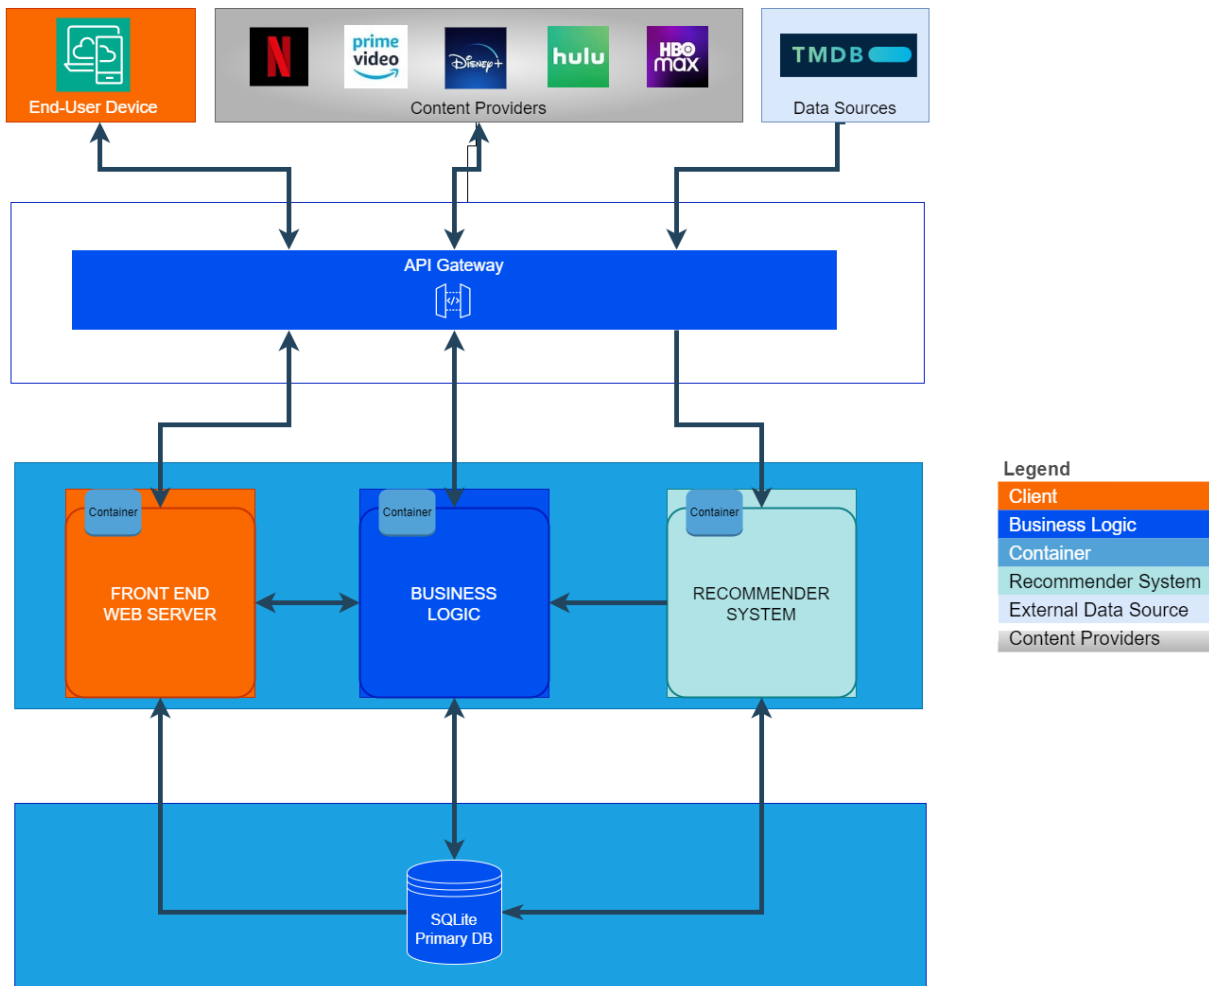 prime
video
Disney+
hulu
HBO
max
TMDB
End-User Device
Content Providers
Data Sources
API Gateway
</>
Container
Container
Container
FRONT END
WEB SERVER
BUSINESS
LOGIC
RECOMMENDER
SYSTEM
SQLite
Primary DB
Legend
Client
Business Logic
Container
Recommender System
External Data Source
Content Providers